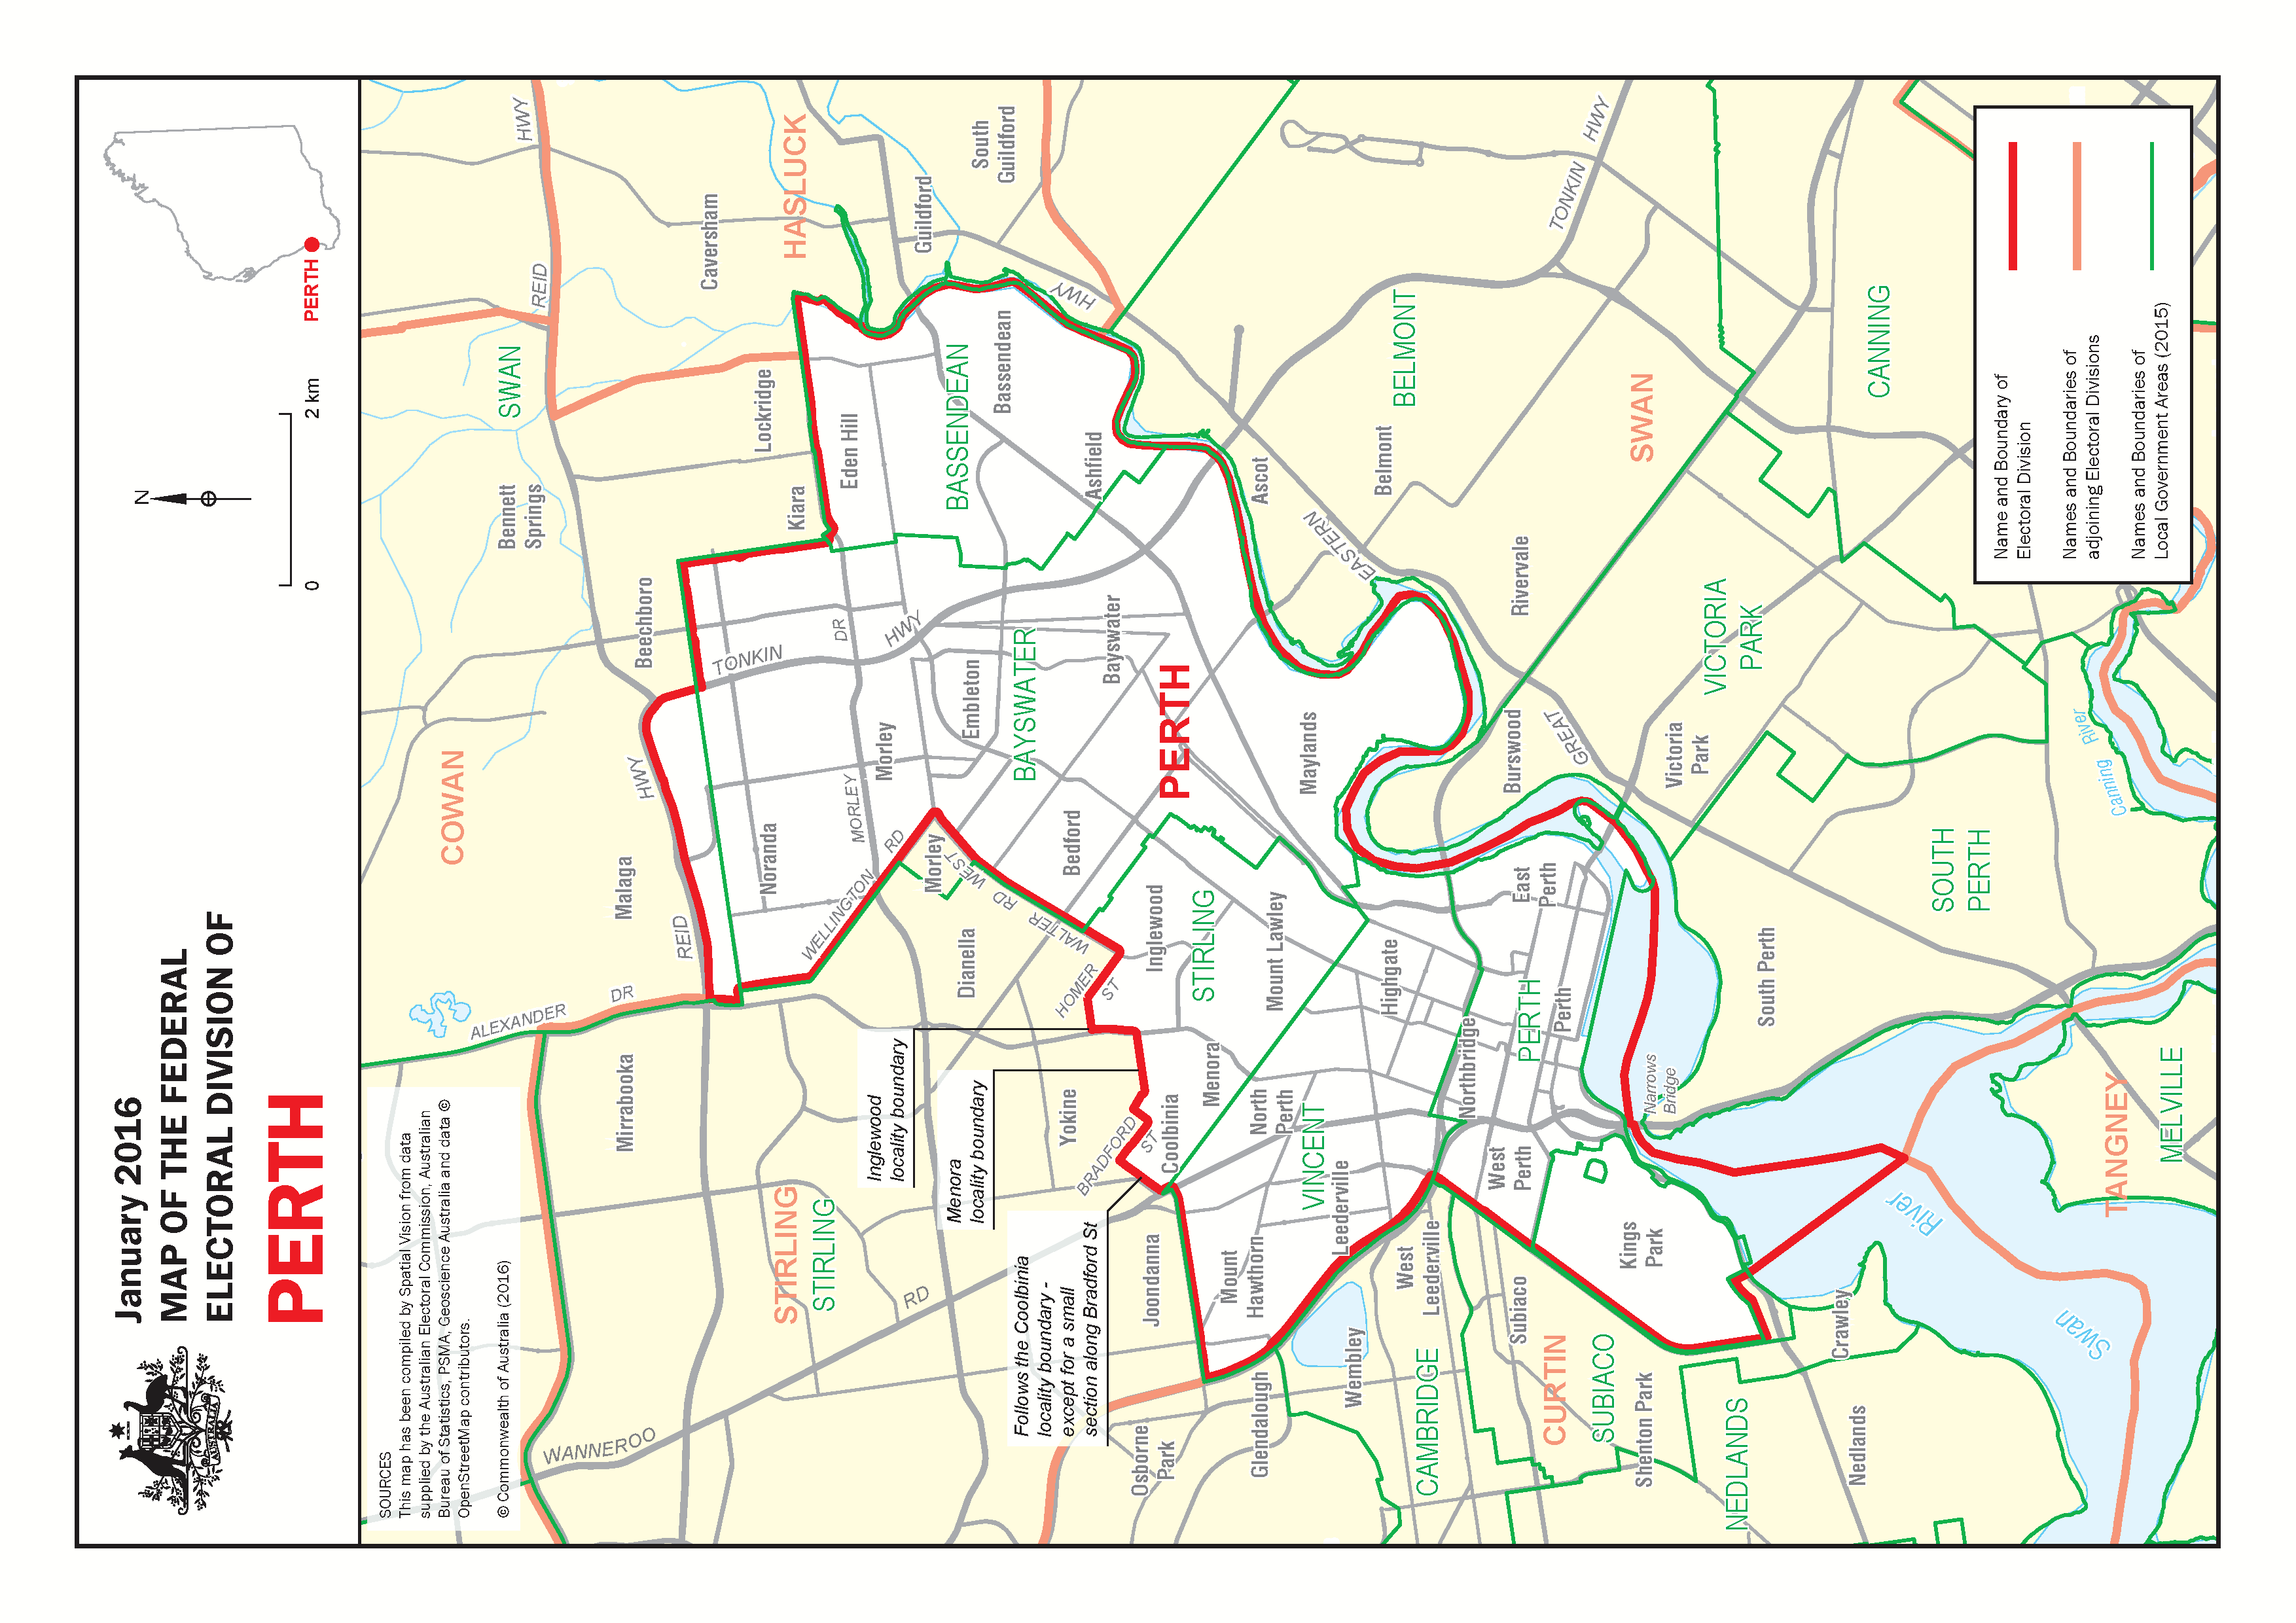 January 2016
MAP OF THE FEDERAL
ELECTORAL DIVISION OF
PERTH
AUSTRALIA
N
0
2 km
PERTH
SOURCES
This map has been compiled by Spatial Vision from data
supplied by the Australian Electoral Commission, Australian
Bureau of Statistics, PSMA, Geoscience Australia and data ©
OpenStreetMap contributors.
© Commonwealth of Australia (2016)
ALEXANDER
DR
COWAN
SWAN
REID
HWY
Bennett
Springs
WANNEROO
RD
Mirrabooka
Malaga
REID
HWY
Beechboro
Caversham
STIRLING
STIRLING
Noranda
TONKIN
HWY
Kiara
Lockridge
HASLUCK
WELLINGTON
RD
MORLEY
DR
Eden Hill
Inglewood
locality boundary
Morley
Morley
Guildford
Menora
locality boundary
Dianella
WEST
RD
WALTER
Embleton
BASSENDEAN
Bassendean
South
Guildford
HWY
Follows the Coolbinia
locality boundary -
except for a small
section along Bradford St
Yokine
HOMER
ST
Bedford
BAYSWATER
Bayswater
Ashfield
BRADFORD
ST
Osborne
Park
Joondanna
Coolbinia
Inglewood
PERTH
Menora
STIRLING
Glendalough
Mount
Hawthorn
North
Perth
Mount Lawley
Maylands
Ascot
VINCENT
Leederville
EASTERN
Wembley
Highgate
Belmont
BELMONT
West
Leederville
CAMBRIDGE
Northbridge
West
Perth
PERTH
Perth
East
Perth
Burswood
Rivervale
GREAT
TONKIN
HWY
Subiaco
CURTIN
SUBIACO
Kings
Park
Narrows
Bridge
Shenton Park
Victoria
Park
SWAN
VICTORIA
PARK
NEDLANDS
South Perth
Crawley
Nedlands
River
Swan
SOUTH
PERTH
CANNING
TANGNEY
MELVILLE
Canning
River
Name and Boundary of
Electoral Division
Names and Boundaries of
adjoining Electoral Divisions
Names and Boundaries of
Local Government Areas (2015)